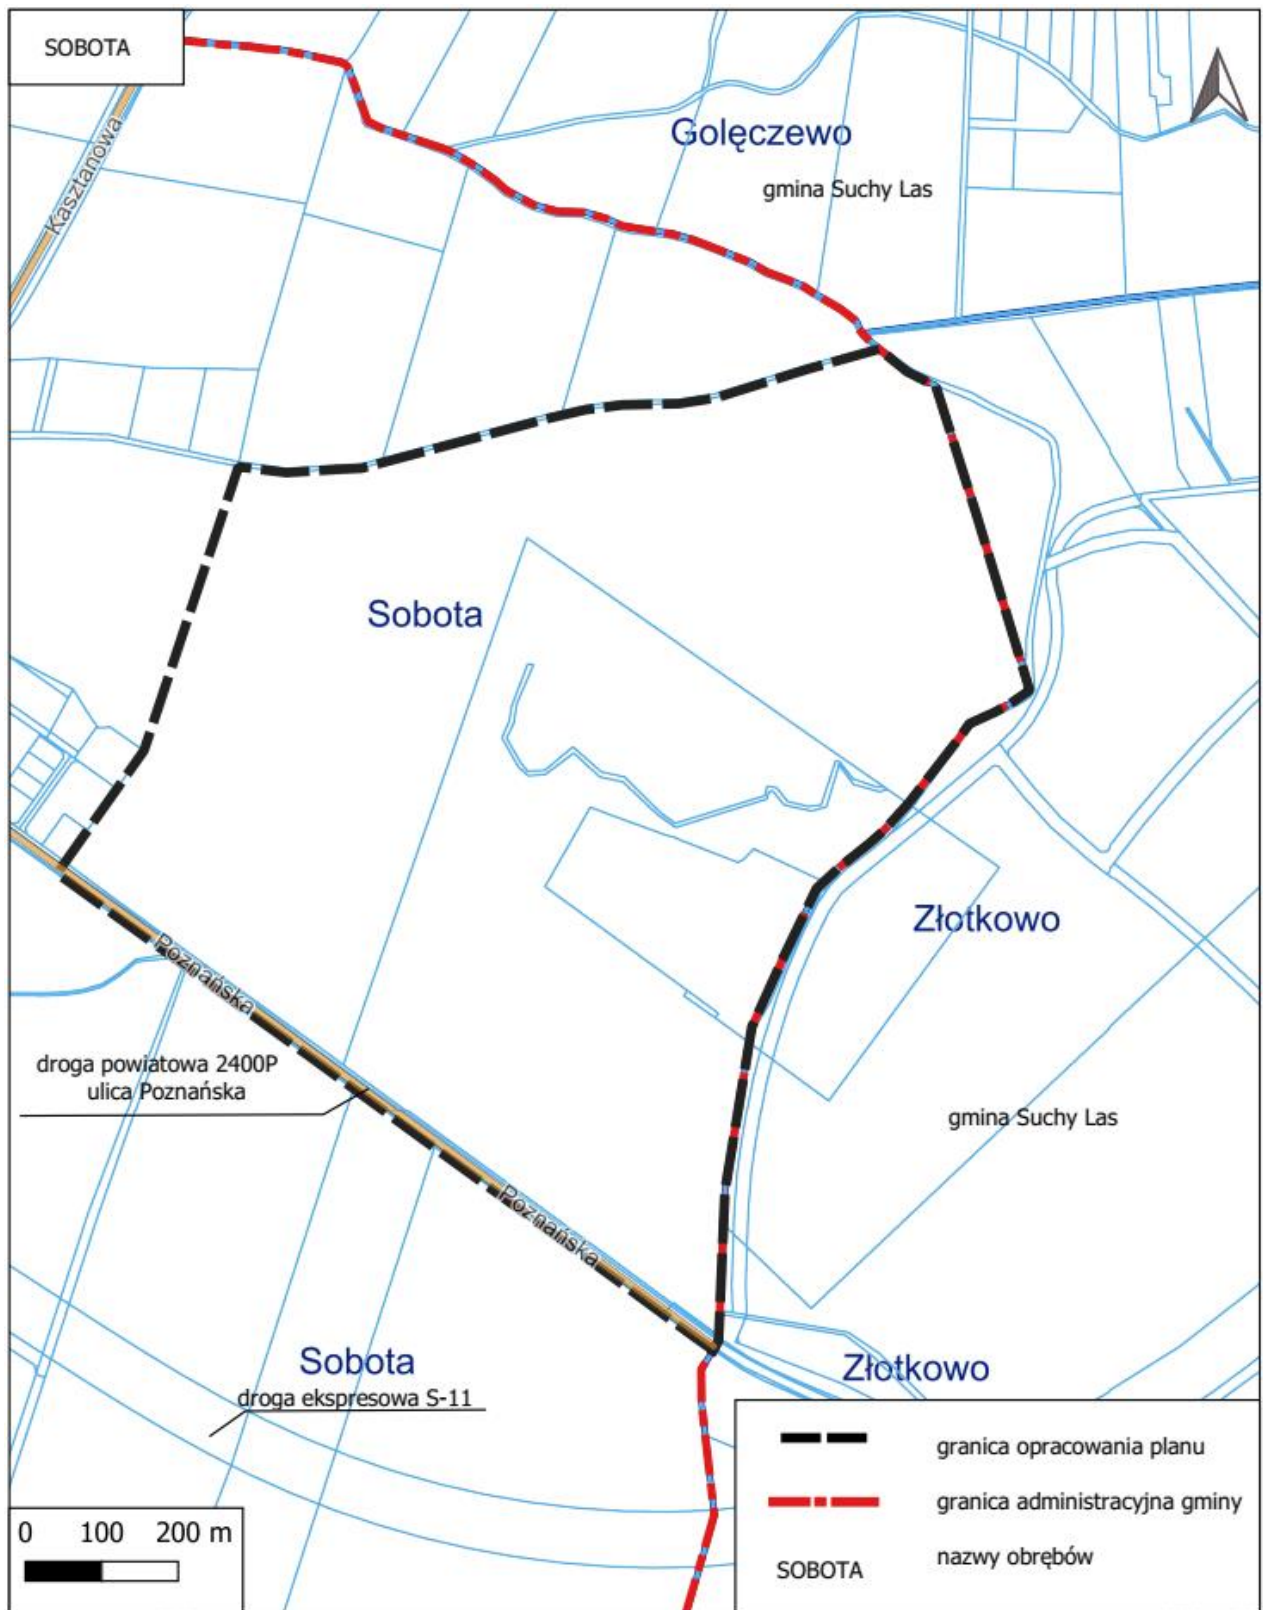 SOBOTA
Kasztanowa
Golęczewo
gmina Suchy Las
Sobota
Złotkowo
Poznańska
droga powiatowa 2400P
ulica Poznańska
gmina Suchy Las
Poznańska
Sobota
droga ekspresowa S-11
Złotkowo
granica opracowania planu
granica administracyjna gminy
SOBOTA nazwy obrębów
0 100 200 m